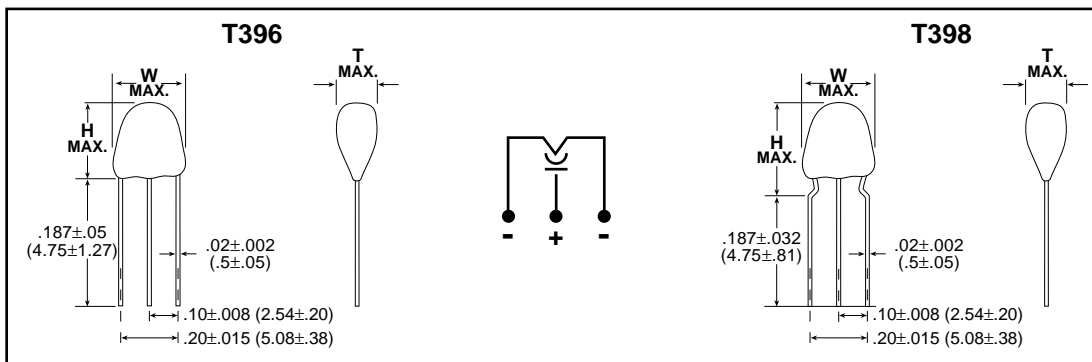 T396
T398
W
MAX.
T
MAX.
H
MAX.
.187±.05
(4.75±1.27)
.02±.002
(.5±.05)
.10±.008 (2.54±.20)
.20±.015 (5.08±.38)
- + -
W
MAX.
T
MAX.
H
MAX.
.187±.032
(4.75±.81)
.02±.002
(.5±.05)
.10±.008 (2.54±.20)
.20±.015 (5.08±.38)